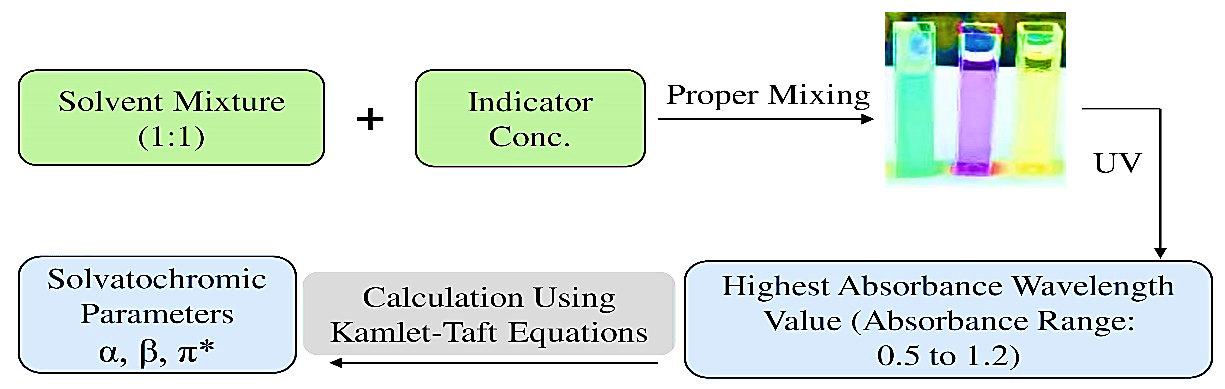 Solvent Mixture
(1:1)
+
Indicator
Conc.
Proper Mixing
UV
Highest Absorbance Wavelength
Value (Absorbance Range:
0.5 to 1.2)
Calculation Using
Kamlet-Taft Equations
Solvatochromic
Parameters
α, β, π*